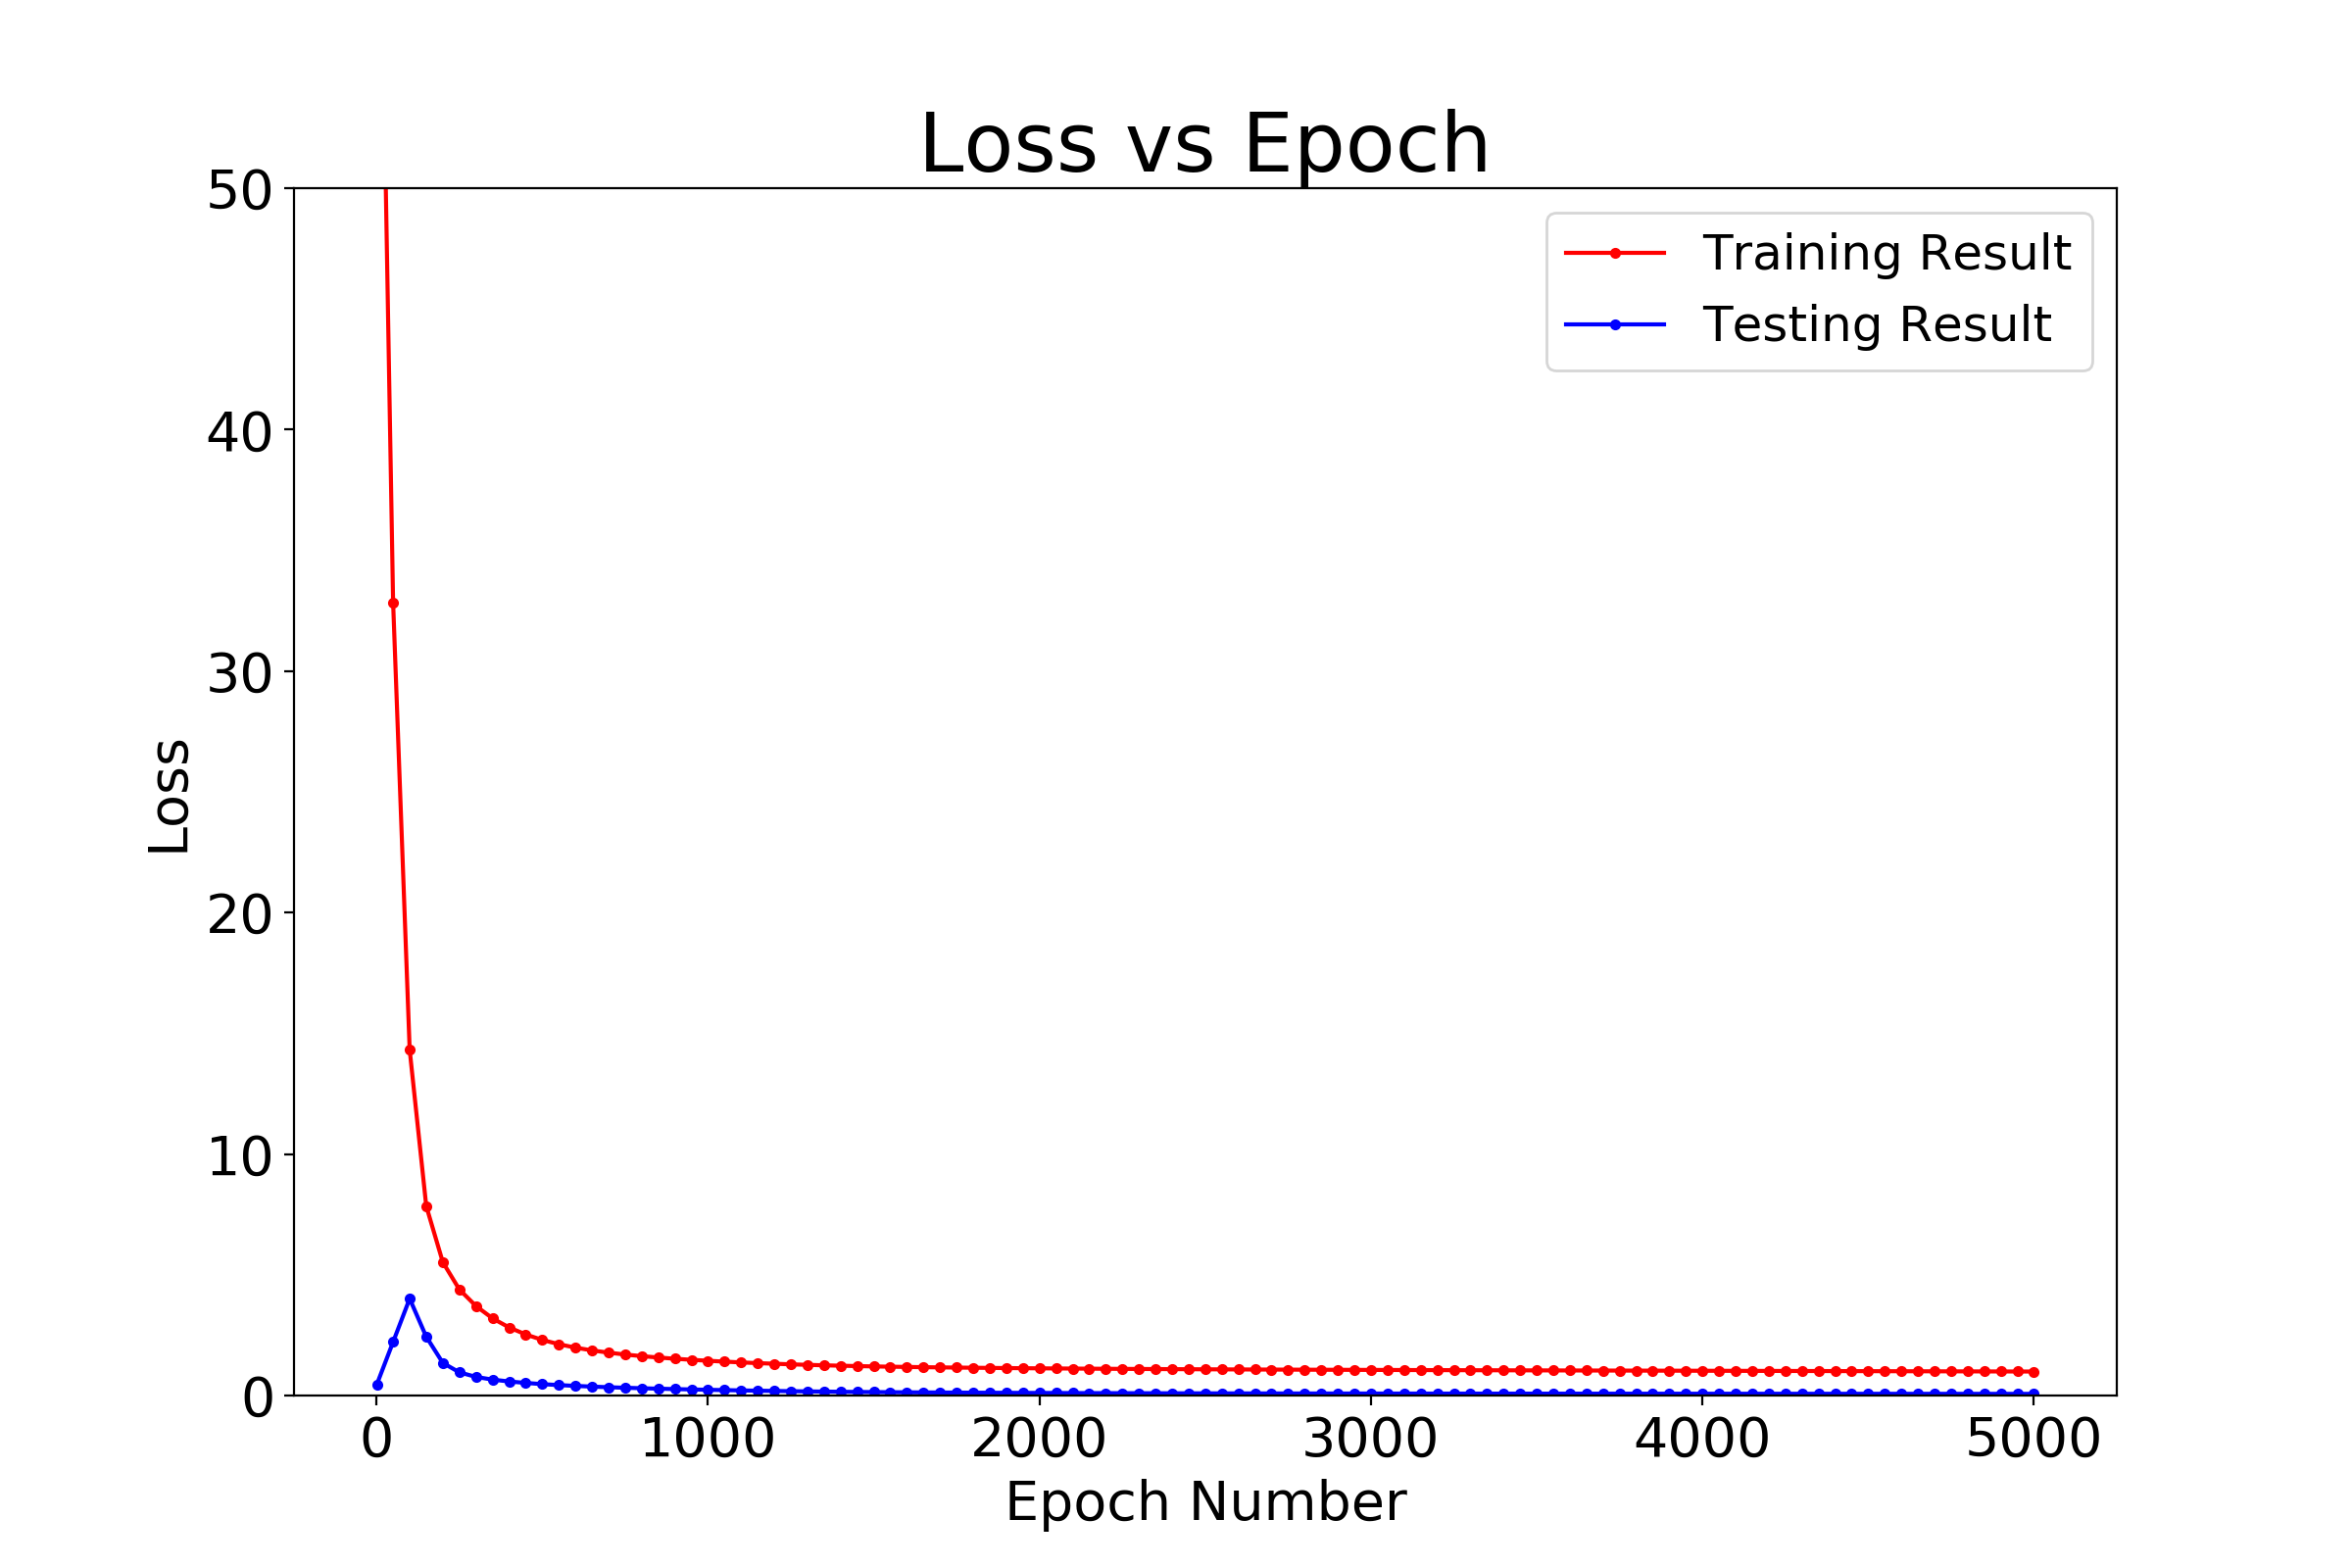 Loss vs Epoch
Training Result
Testing Result
50
40
30
20
10
0
Loss
0 1000 2000 3000 4000 5000
Epoch Number